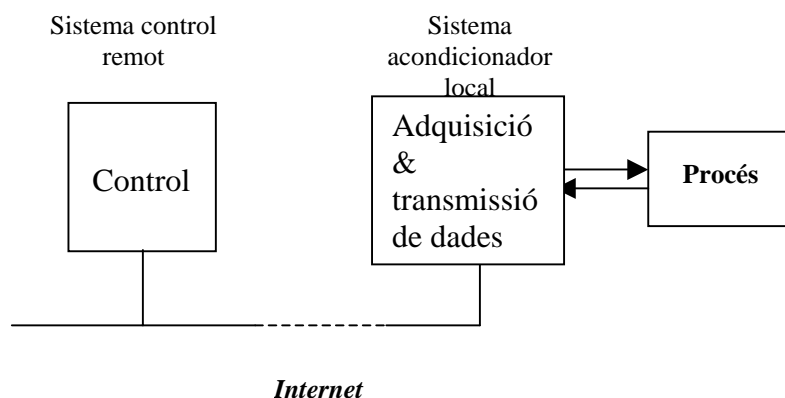 Sistema control
remot
Sistema
acondicionador
local
Control
Adquisició
&
transmissió
de dades
Procés
Internet